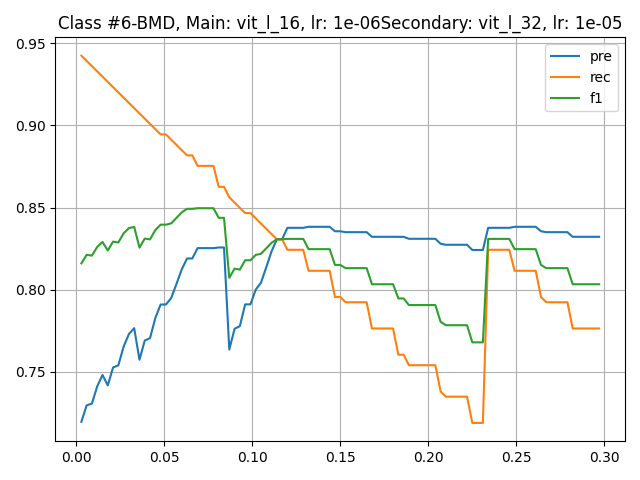 Class #6-BMD, Main: vit_l_16, lr: 1e-06Secondary: vit_l_32, lr: 1e-05
0.95
0.90
0.85
0.80
0.75
pre
rec
f1
0.00 0.05 0.10 0.15 0.20 0.25 0.30